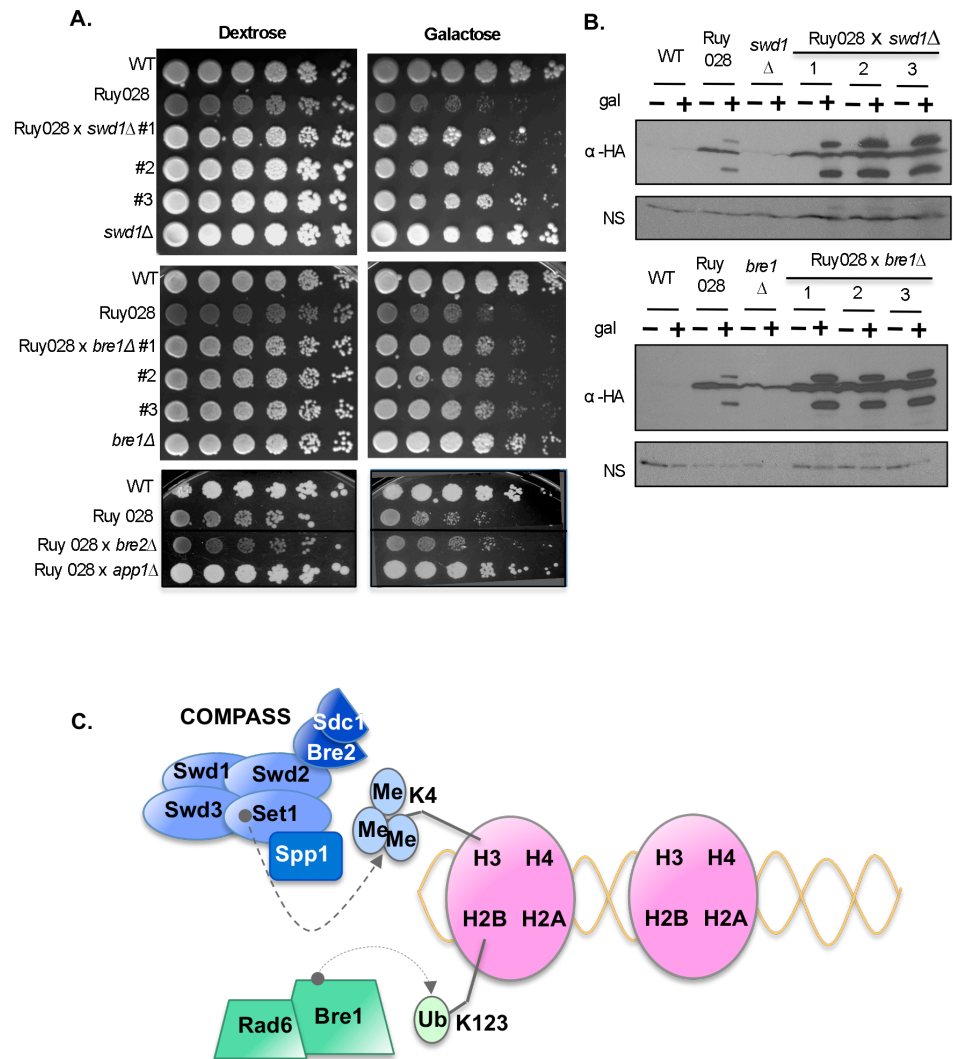 A.
Dextrose
Galactose
WT
Ruy028
Ruy028 x swd1Δ #1
#2
#3
swd1Δ
WT
Ruy028
Ruy028 x bre1Δ #1
#2
#3
bre1Δ
WT
Ruy 028
Ruy 028 x bre2Δ
Ruy 028 x app1Δ
B.
WT
Ruy 028
swd1 Δ
Ruy028 x swd1Δ
1 2 3
gal - + - + - + - + - + - +
α-HA
NS
WT
Ruy 028
bre1 Δ
Ruy028 x bre1Δ
1 2 3
gal - + - + - + - + - + - +
α-HA
NS
C.
COMPASS
Sdc1
Bre2
Swd1
Swd2
Swd3
Set1
Spp1
Me
Me
Me
K4
H3 H4
H2B H2A
H3 H4
H2B H2A
Rad6
Bre1
Ub
K123